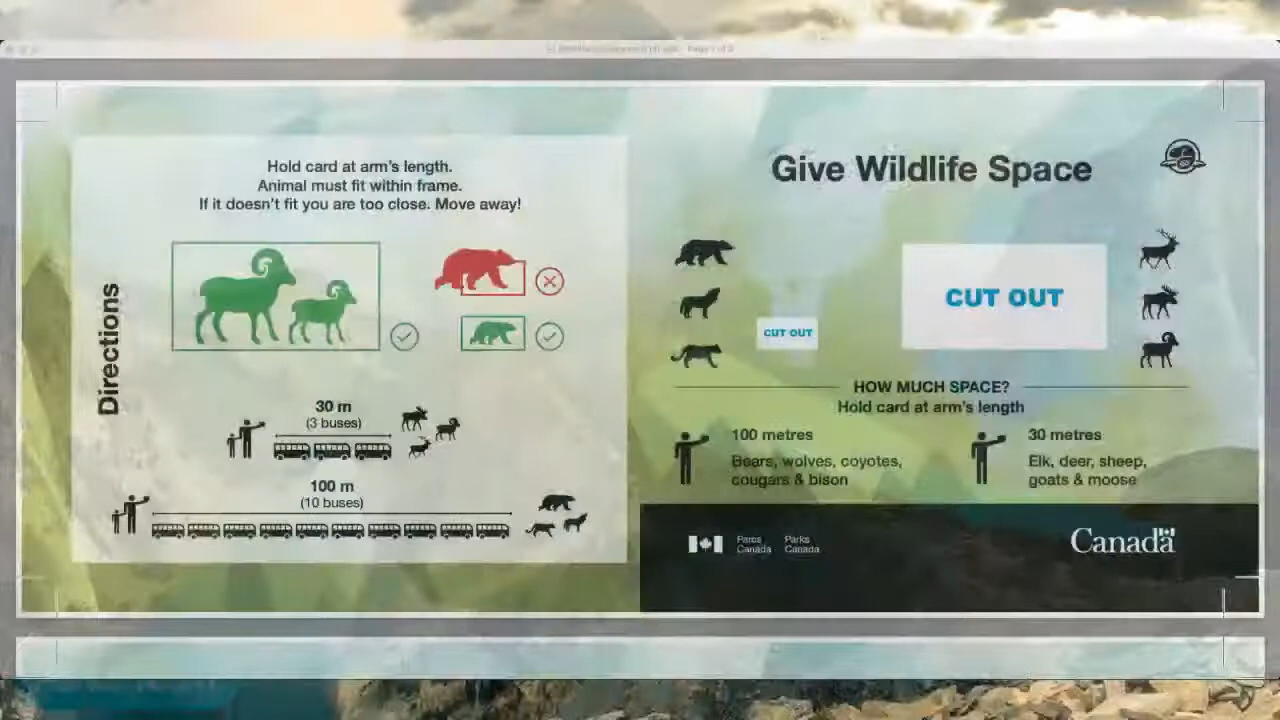 Hold card at arm's length.
Animal must fit within frame.
If it doesn't fit you are too close. Move away!
Directions
30 m
(3 buses)
100 m
(10 buses)
Give Wildlife Space
CUT OUT
CUT OUT
HOW MUCH SPACE?
Hold card at arm's length
100 metres
Bears, wolves, coyotes,
cougars & bison
30 metres
Elk, deer, sheep,
goats & moose
Parcs
Canada
Parks
Canada
Canada